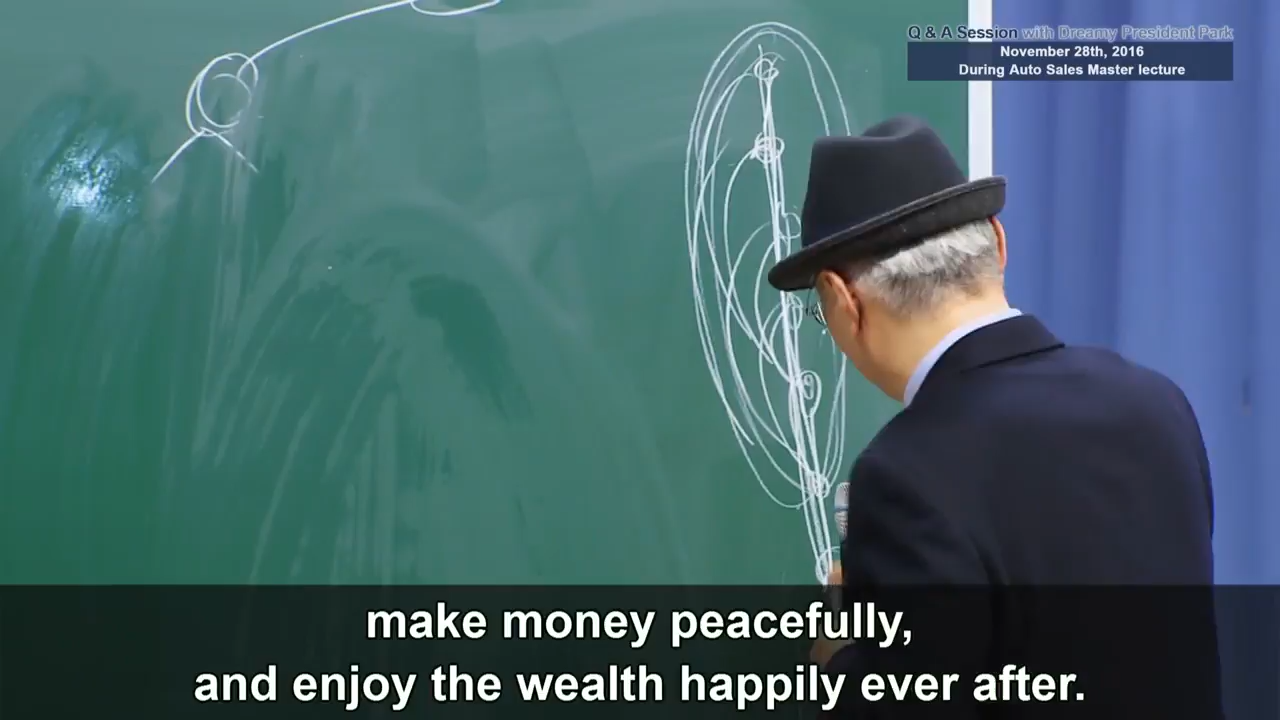 Q & A Session with Dreamy President Park
November 28th, 2016
During Auto Sales Master lecture
make money peacefully,
and enjoy the wealth happily ever after.